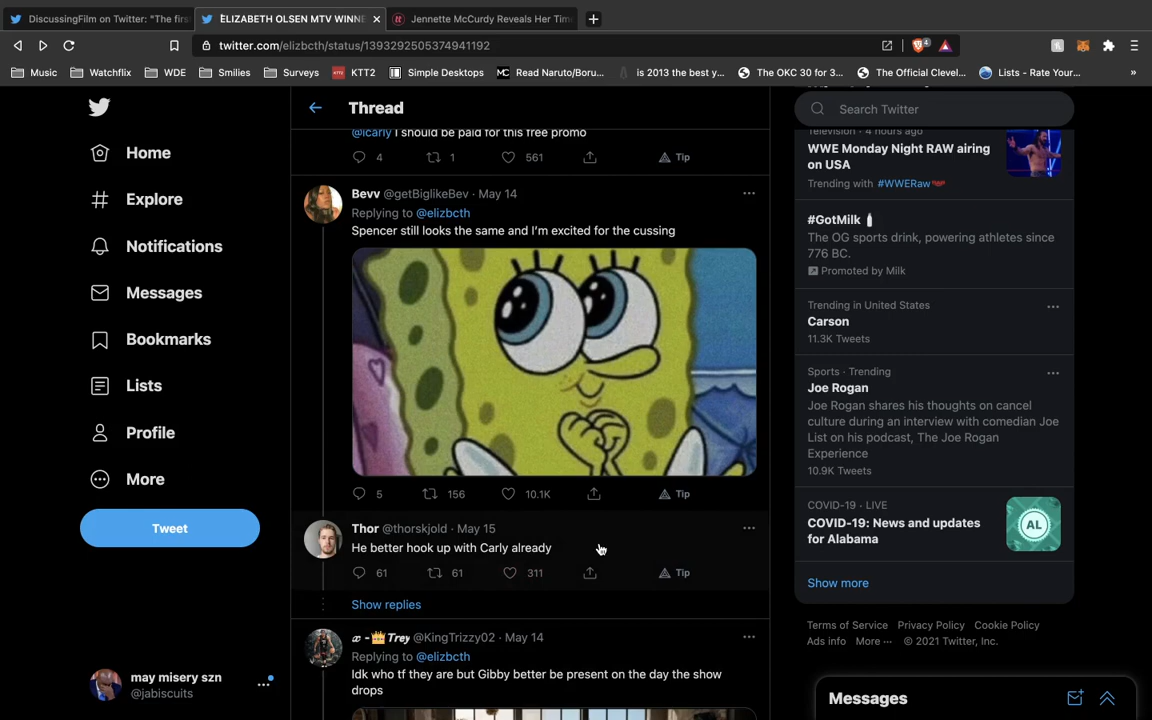 DiscussingFilm on Twitter: "The firs
ELIZABETH OLSEN MTV WINNE
Jennette McCurdy Reveals Her Time
twitter.com/elizbcth/status/1393292505374941192
4
Music
Watchflix
WDE
Smilies
Surveys
KTT2
Simple Desktops
Read Naruto/Boru...
is 2013 the best y...
The OKC 30 for 3...
The Official Clevel...
Lists - Rate Your...
»
Home
Explore
Notifications
Messages
Bookmarks
Lists
Profile
More
Tweet
may misery szn
@jabiscuits
Thread
@icarly I should be paid for this free promo
4 1 561 Tip
Bevv @getBiglikeBev · May 14
Replying to @elizbcth
Spencer still looks the same and I'm excited for the cussing
5 156 10.1K Tip
Thor @thorskjold · May 15
He better hook up with Carly already
61 61 311 Tip
Show replies
æ -👑Trey @KingTrizzy02 · May 14
Replying to @elizbcth
Idk who tf they are but Gibby better be present on the day the show
drops
Search Twitter
Television · 4 hours ago
WWE Monday Night RAW airing
on USA
Trending with #WWERaw
#GotMilk
The OG sports drink, powering athletes since
776 BC.
Promoted by Milk
Trending in United States
Carson
11.3K Tweets
Sports · Trending
Joe Rogan
Joe Rogan shares his thoughts on cancel
culture during an interview with comedian Joe
List on his podcast, The Joe Rogan
Experience
10.9K Tweets
COVID-19 · LIVE
COVID-19: News and updates
for Alabama
AL
Show more
Terms of Service Privacy Policy Cookie Policy
Ads info More ··· © 2021 Twitter, Inc.
Messages